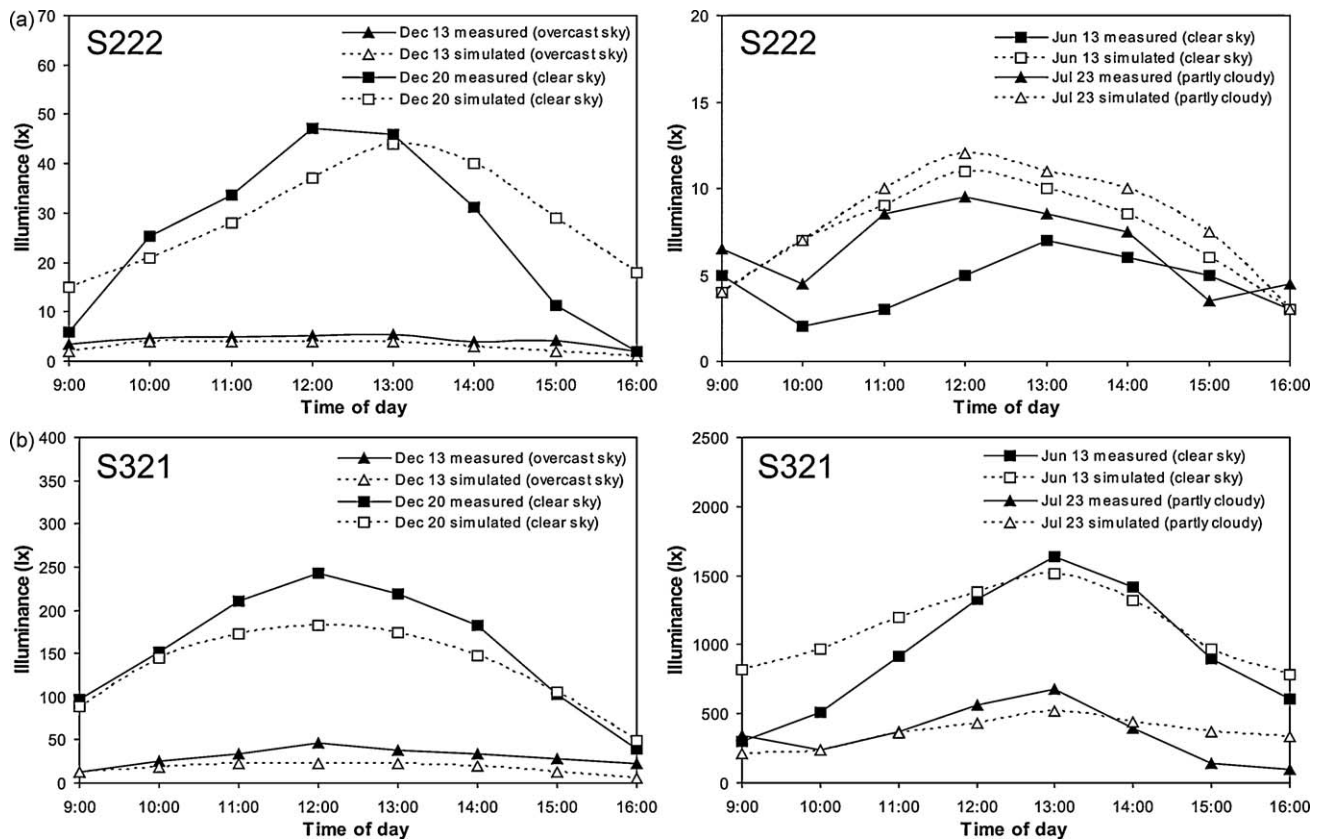 (a)
S222
Dec 13 measured (overcast sky)
Dec 13 simulated (overcast sky)
Dec 20 measured (clear sky)
Dec 20 simulated (clear sky)
70
60
50
40
30
20
10
0
Illuminance (lx)
9:00 10:00 11:00 12:00 13:00 14:00 15:00 16:00
Time of day
S222
Jun 13 measured (clear sky)
Jun 13 simulated (clear sky)
Jul 23 measured (partly cloudy)
Jul 23 simulated (partly cloudy)
20
15
10
5
0
Illuminance (lx)
9:00 10:00 11:00 12:00 13:00 14:00 15:00 16:00
Time of day
(b)
S321
Dec 13 measured (overcast sky)
Dec 13 simulated (overcast sky)
Dec 20 measured (clear sky)
Dec 20 simulated (clear sky)
400
350
300
250
200
150
100
50
0
Illuminance (lx)
9:00 10:00 11:00 12:00 13:00 14:00 15:00 16:00
Time of day
S321
Jun 13 measured (clear sky)
Jun 13 simulated (clear sky)
Jul 23 measured (partly cloudy)
Jul 23 simulated (partly cloudy)
2500
2000
1500
1000
500
0
Illuminance (lx)
9:00 10:00 11:00 12:00 13:00 14:00 15:00 16:00
Time of day